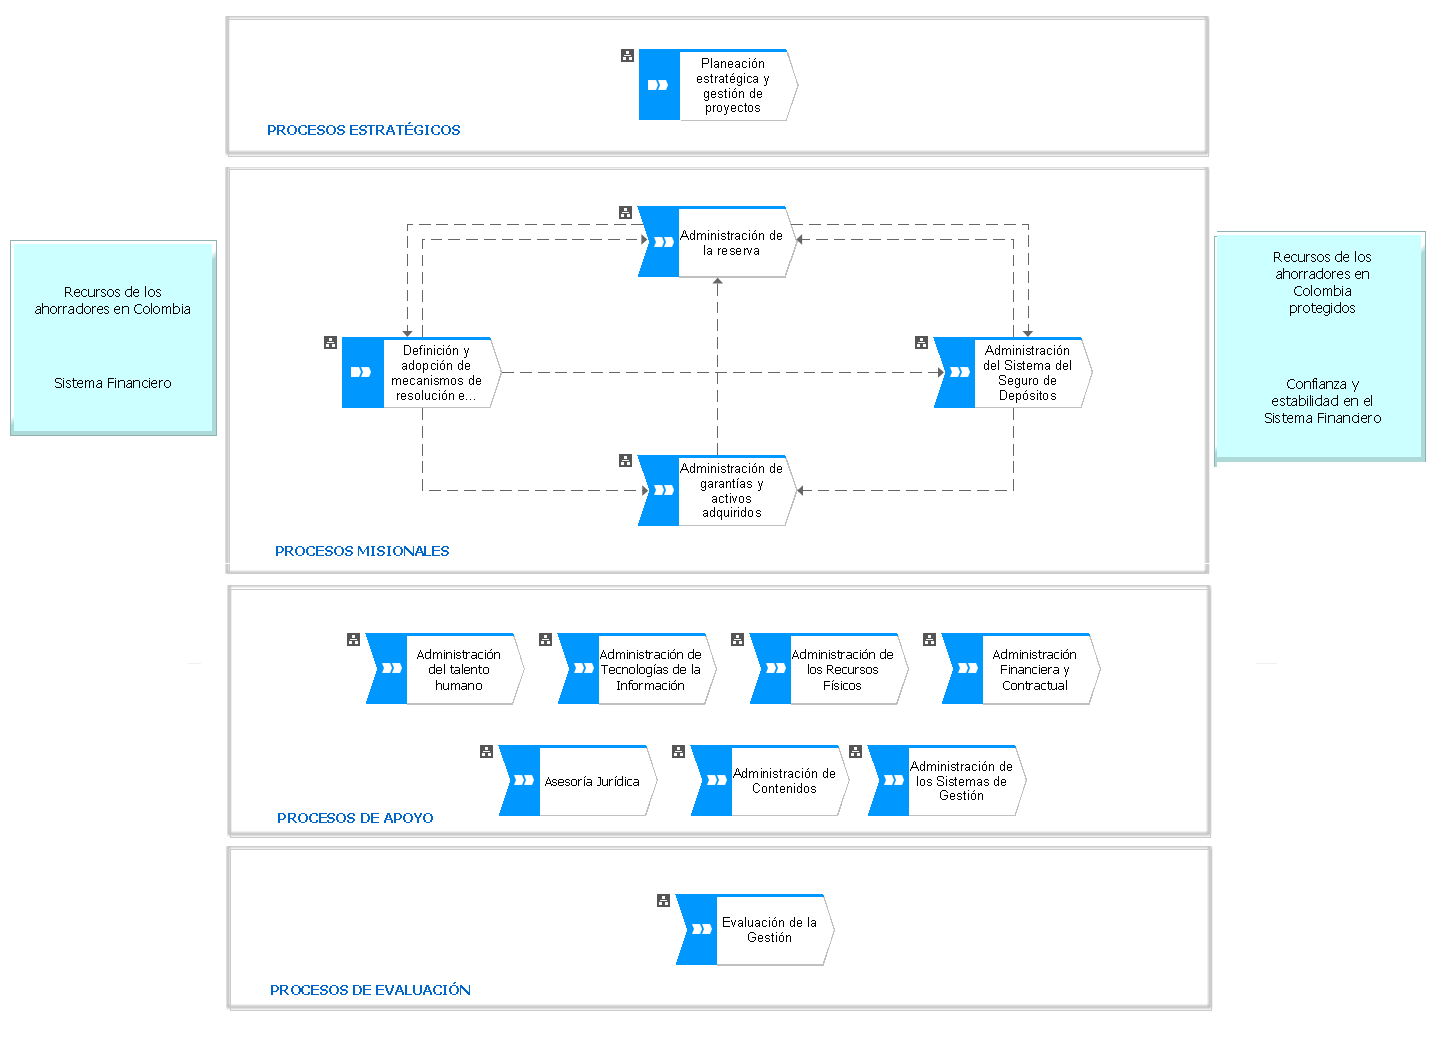 Planeación
estratégica y
gestión de
proyectos
PROCESOS ESTRATÉGICOS
Recursos de los
ahorradores en Colombia
Sistema Financiero
Administración de
la reserva
Definición y
adopción de
mecanismos de
resolución e...
Administración
del Sistema del
Seguro de
Depósitos
Administración de
garantías y
activos
adquiridos
PROCESOS MISIONALES
Recursos de los
ahorradores en
Colombia
protegidos
Confianza y
estabilidad en el
Sistema Financiero
Administración
del talento
humano
Administración de
Tecnologías de la
Información
Administración de
los Recursos
Físicos
Administración
Financiera y
Contractual
Asesoría Jurídica
Administración de
Contenidos
Administración de
los Sistemas de
Gestión
PROCESOS DE APOYO
Evaluación de la
Gestión
PROCESOS DE EVALUACIÓN